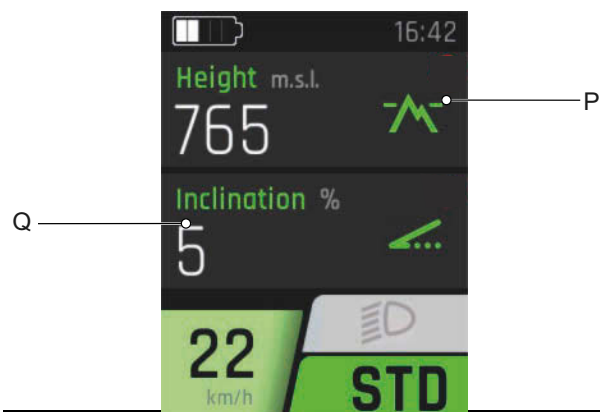 16:42
Height m.s.l.
765
P
Inclination %
Q
5
22
km/h
STD